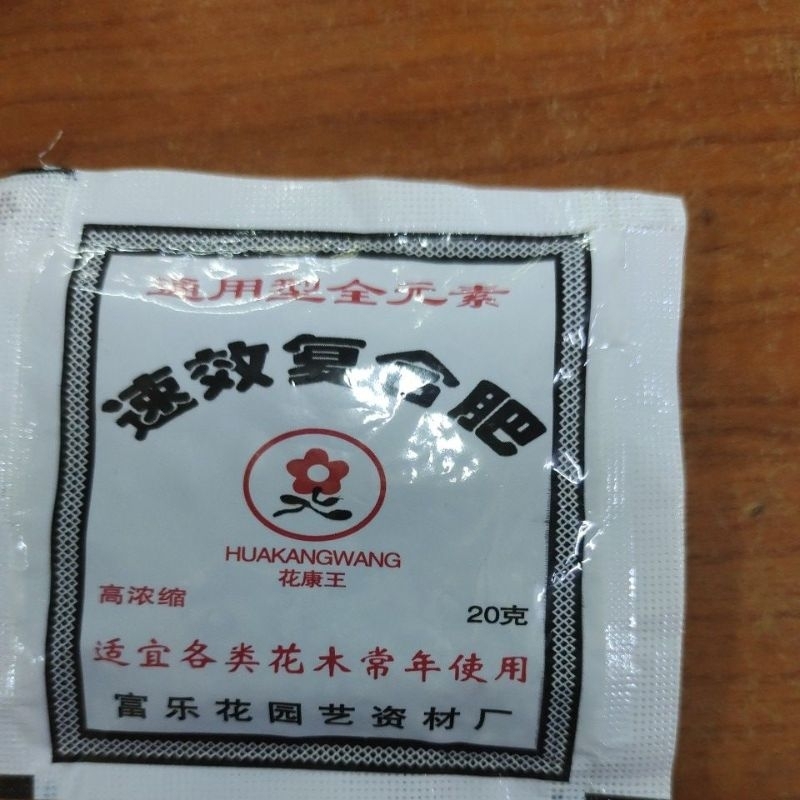 通用型全元素
速效复合肥
HUAKANGWANG
花康王
高浓缩
20克
适宜各类花木常年使用
富乐花园艺资材厂